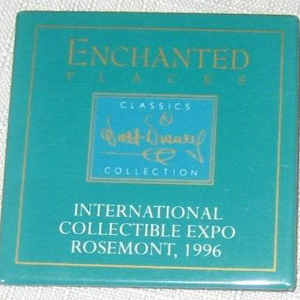 ENCHANTED
PLACES
CLASSICS
Walt Disney
COLLECTION
INTERNATIONAL
COLLECTIBLE EXPO
ROSEMONT, 1996